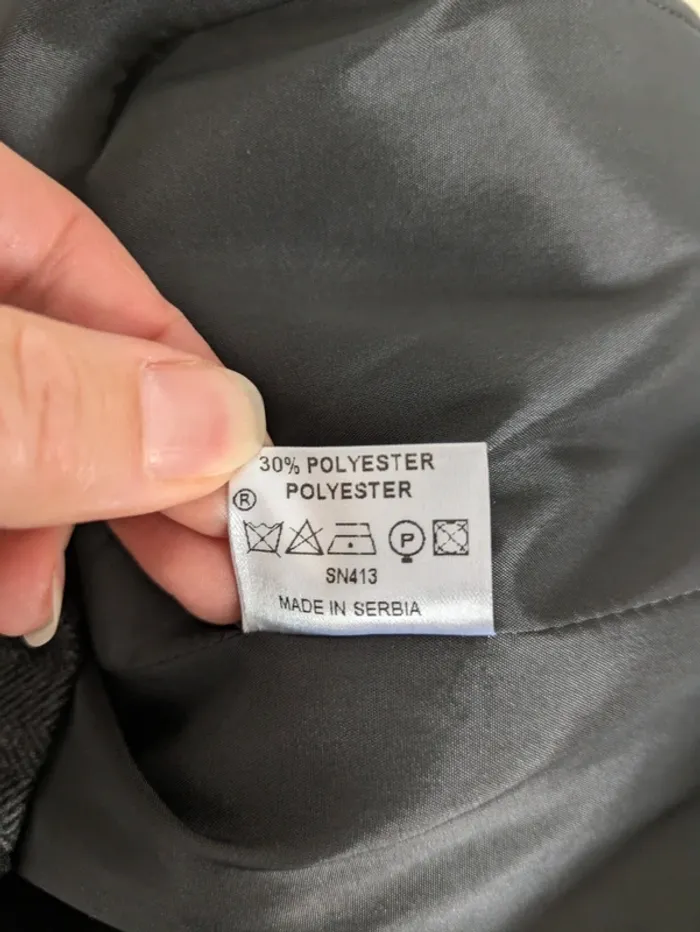 30% POLYESTER
POLYESTER
®
P
SN413
MADE IN SERBIA